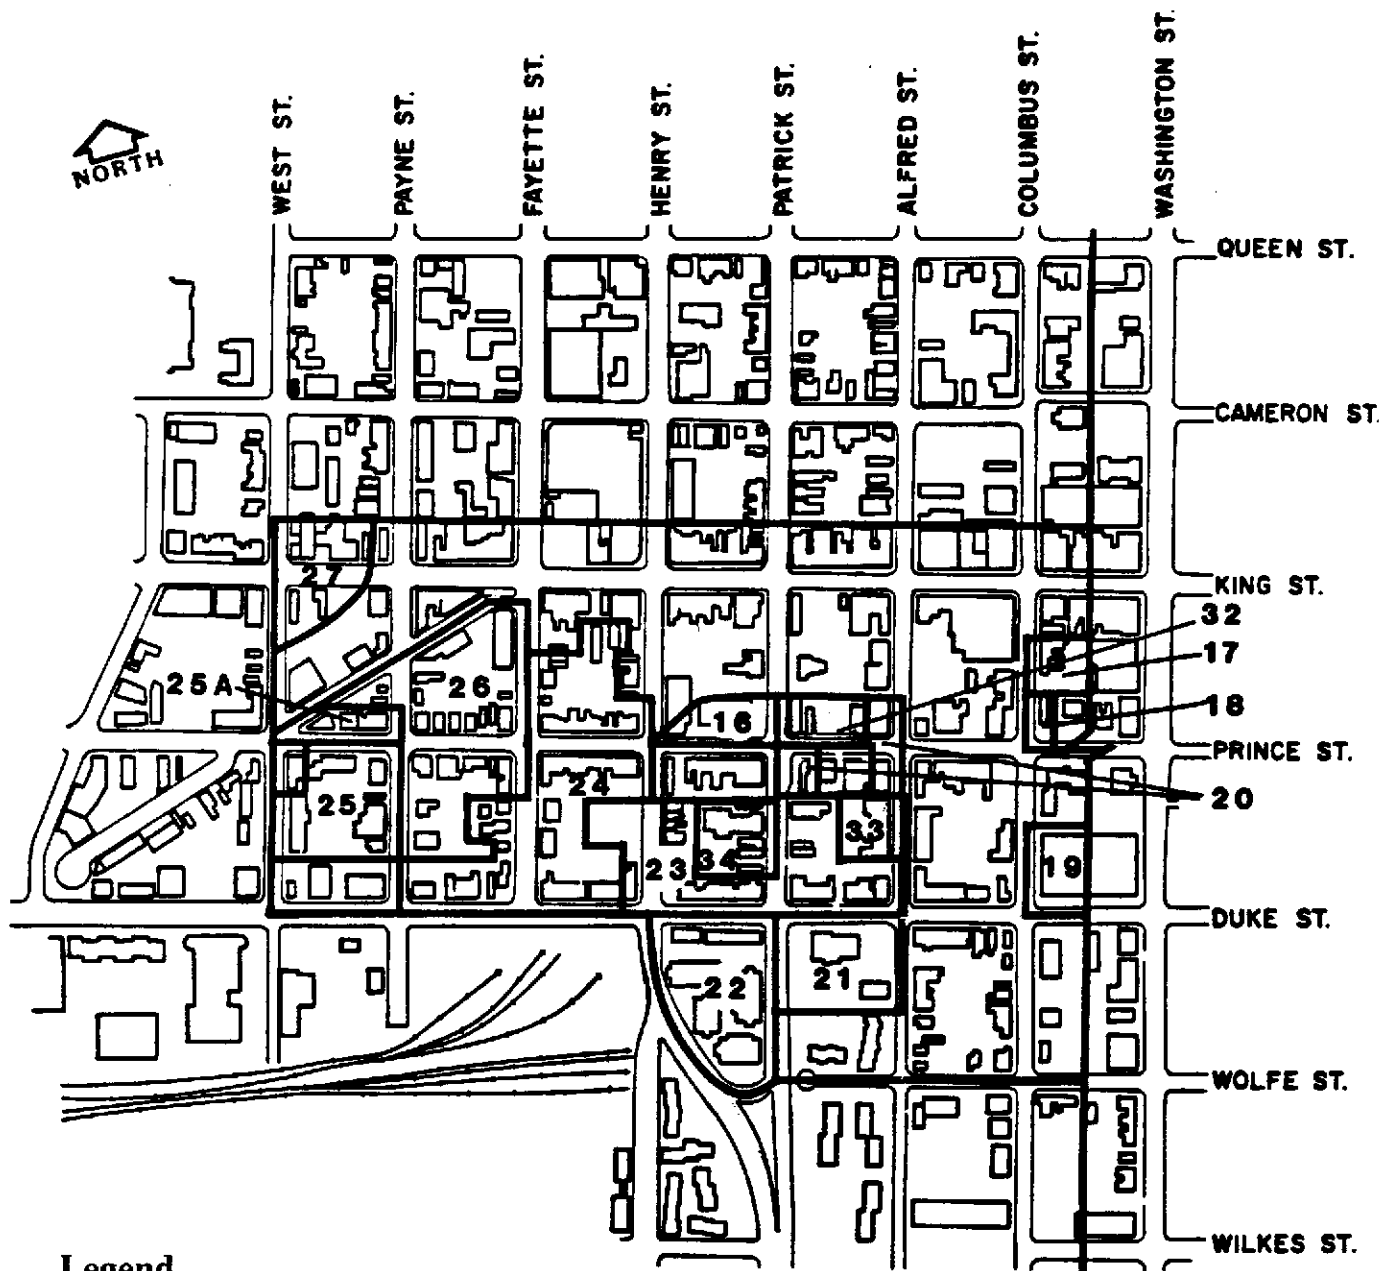 WEST ST.
PAYNE ST.
FAYETTE ST.
HENRY ST.
PATRICK ST.
ALFRED ST.
COLUMBUS ST.
WASHINGTON ST.
NORTH
QUEEN ST.
CAMERON ST.
KING ST.
27
32
17
25A
26
16
18
PRINCE ST.
24
25
20
33
34
23
19
DUKE ST.
22
21
WOLFE ST.
WILKES ST.
Legend